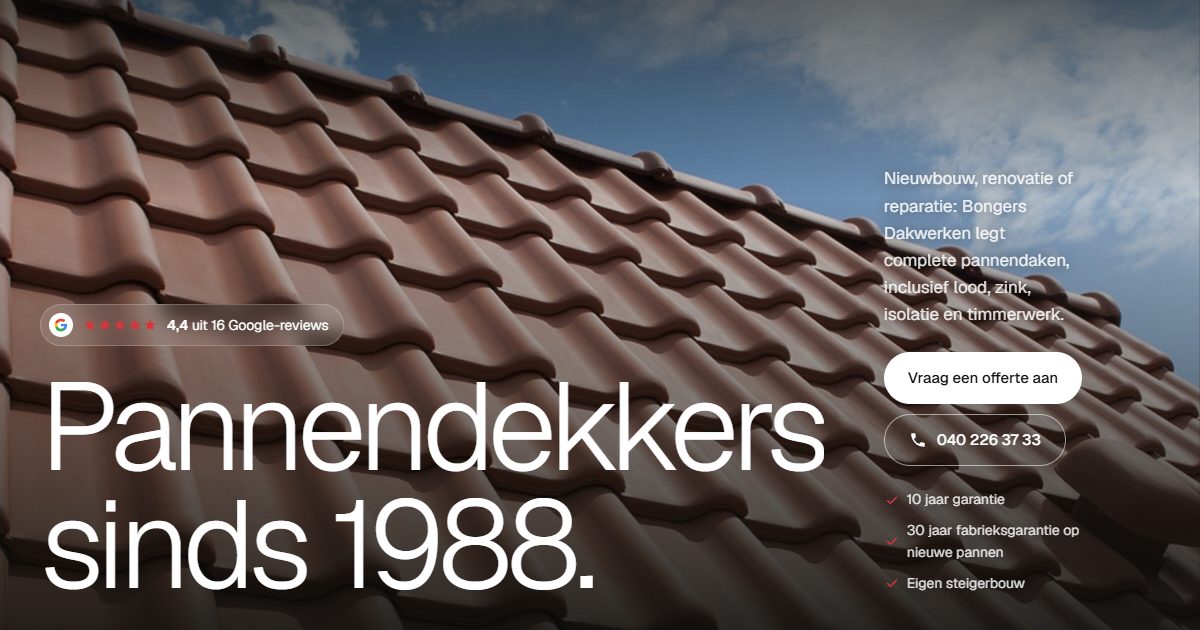 4,4 uit 16 Google-reviews
Pannendekkers
sinds 1988.
Nieuwbouw, renovatie of
reparatie: Bongers
Dakwerken legt
complete pannendaken,
inclusief lood, zink,
isolatie en timmerwerk.
Vraag een offerte aan
040 226 37 33
10 jaar garantie
30 jaar fabrieksgarantie op
nieuwe pannen
Eigen steigerbouw